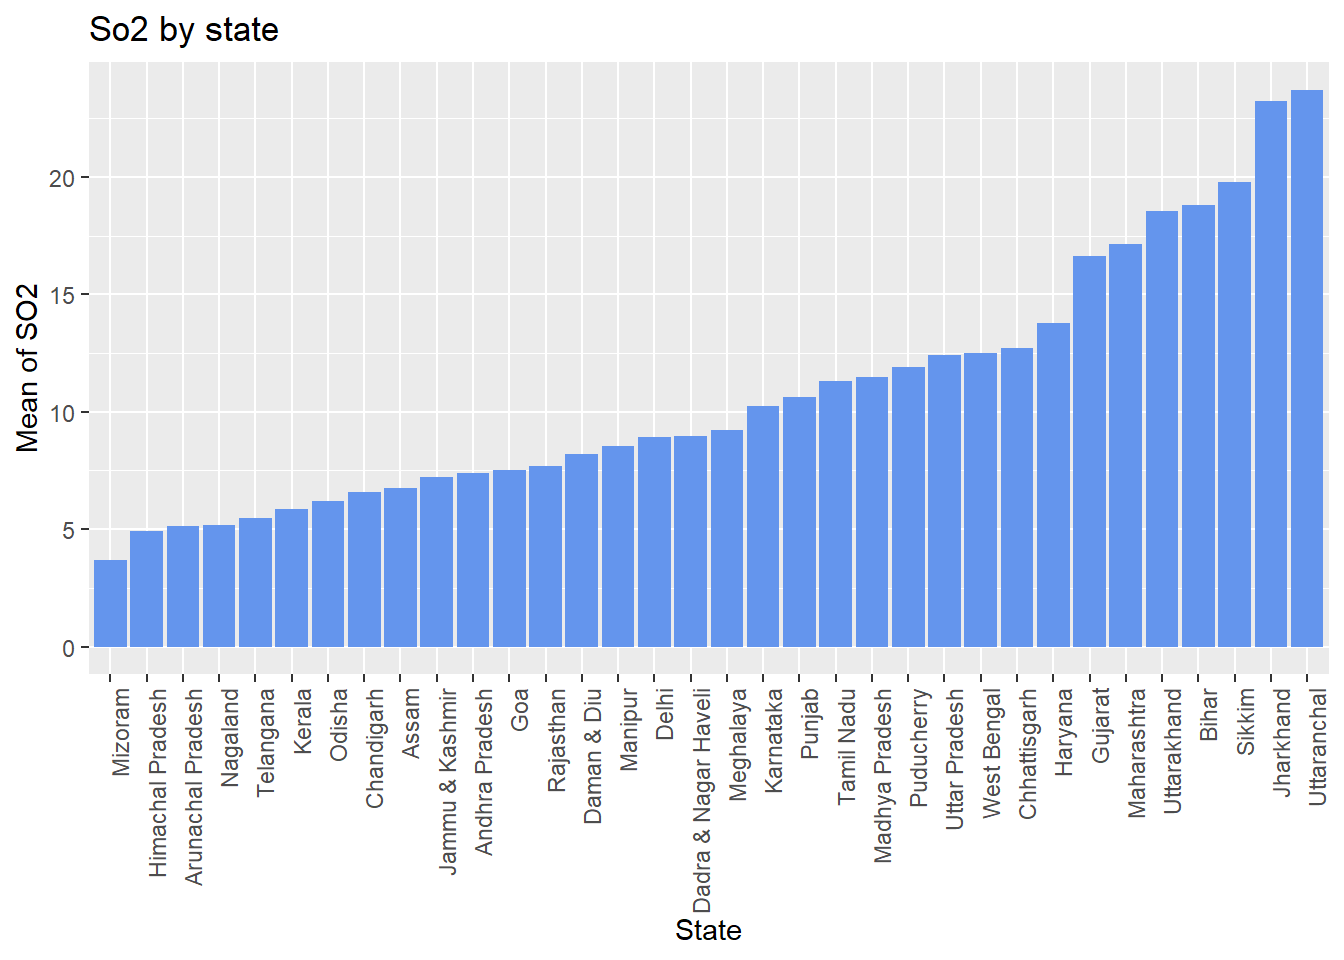 So2 by state
Mean of SO2
20
15
10
5
0
Mizoram
Himachal Pradesh
Arunachal Pradesh
Nagaland
Telangana
Kerala
Odisha
Chandigarh
Assam
Jammu & Kashmir
Andhra Pradesh
Goa
Rajasthan
Daman & Diu
Manipur
Delhi
Dadra & Nagar Haveli
Meghalaya
Karnataka
Punjab
Tamil Nadu
Madhya Pradesh
Puducherry
Uttar Pradesh
West Bengal
Chhattisgarh
Haryana
Gujarat
Maharashtra
Uttarakhand
Bihar
Sikkim
Jharkhand
Uttaranchal
State